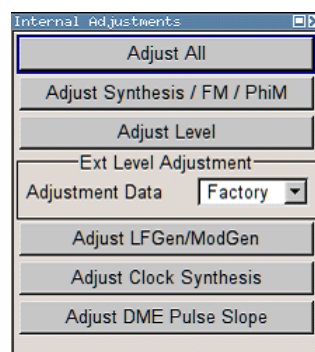 Internal Adjustments
Adjust All
Adjust Synthesis / FM / PhiM
Adjust Level
Ext Level Adjustment
Adjustment Data Factory
Adjust LFGen/ModGen
Adjust Clock Synthesis
Adjust DME Pulse Slope